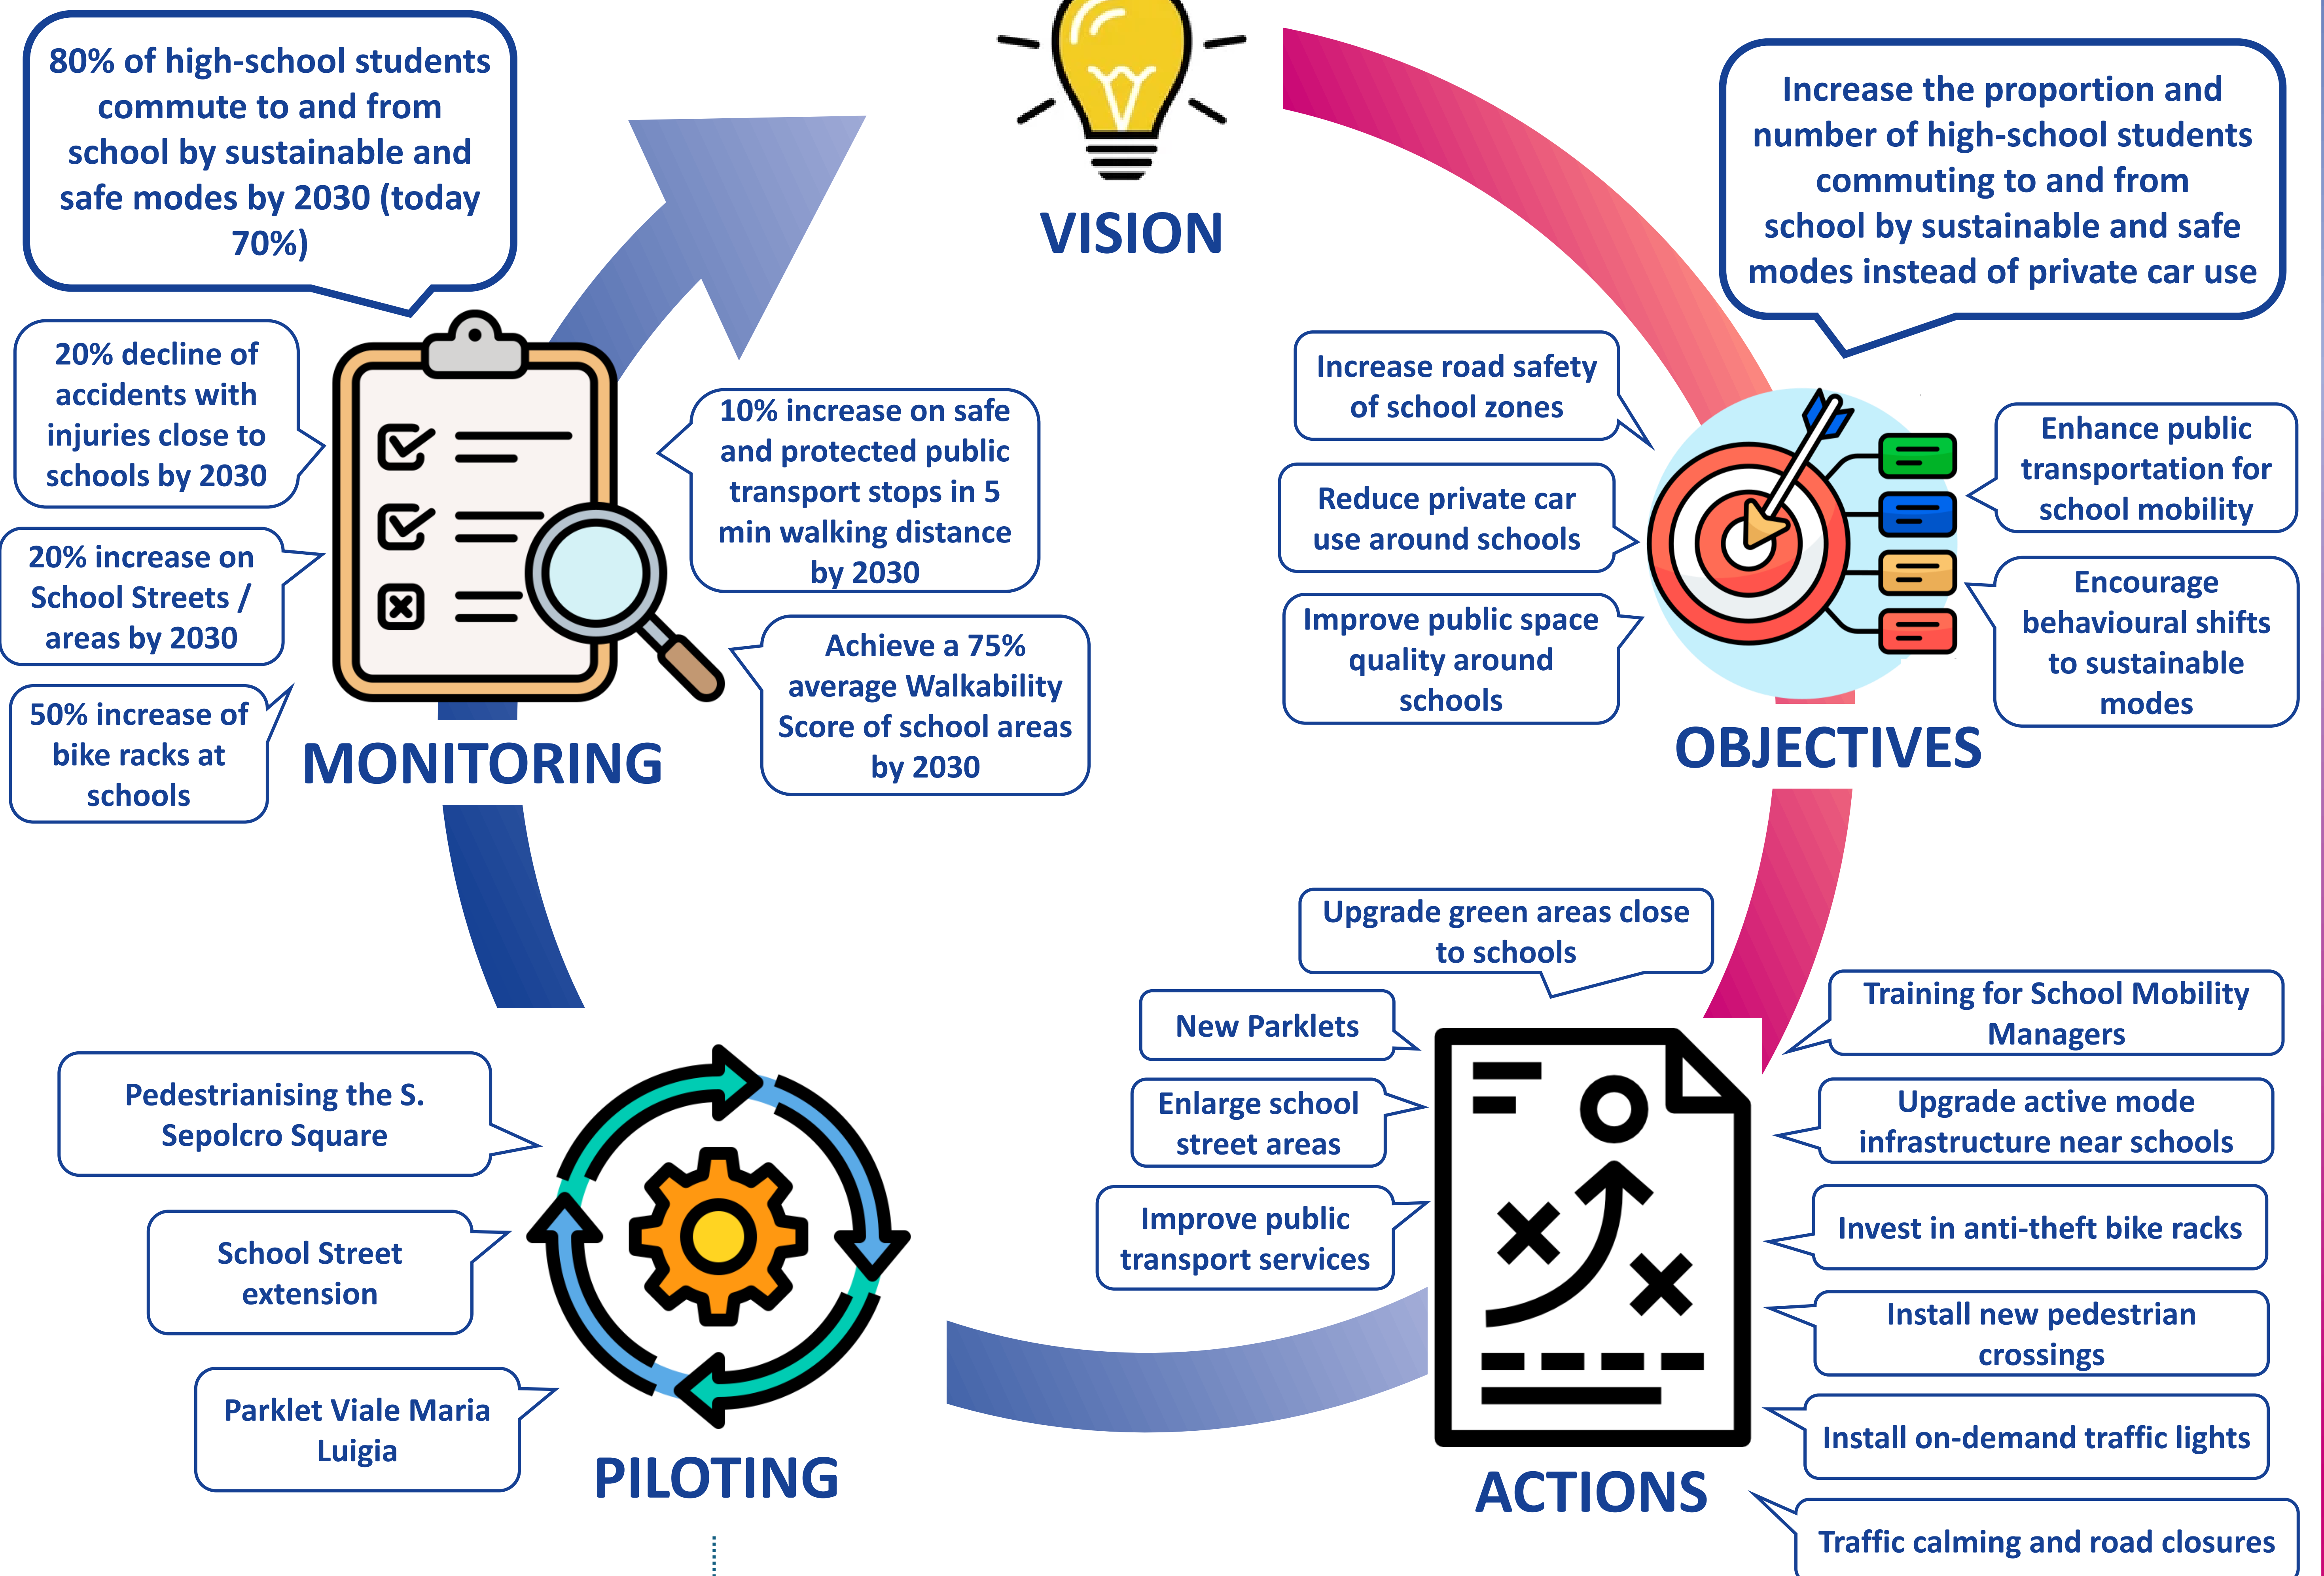 80% of high-school students
commute to and from
school by sustainable and
safe modes by 2030 (today
70%)
VISION
Increase the proportion and
number of high-school students
commuting to and from
school by sustainable and safe
modes instead of private car use
20% decline of
accidents with
injuries close to
schools by 2030
20% increase on
School Streets /
areas by 2030
50% increase of
bike racks at
schools
10% increase on safe
and protected public
transport stops in 5
min walking distance
by 2030
Achieve a 75%
average Walkability
Score of school areas
by 2030
MONITORING
Increase road safety
of school zones
Reduce private car
use around schools
Improve public space
quality around
schools
Enhance public
transportation for
school mobility
Encourage
behavioural shifts
to sustainable
modes
OBJECTIVES
Upgrade green areas close
to schools
New Parklets
Enlarge school
street areas
Improve public
transport services
Training for School Mobility
Managers
Upgrade active mode
infrastructure near schools
Invest in anti-theft bike racks
Install new pedestrian
crossings
Install on-demand traffic lights
Traffic calming and road closures
ACTIONS
Pedestrianising the S.
Sepolcro Square
School Street
extension
Parklet Viale Maria
Luigia
PILOTING